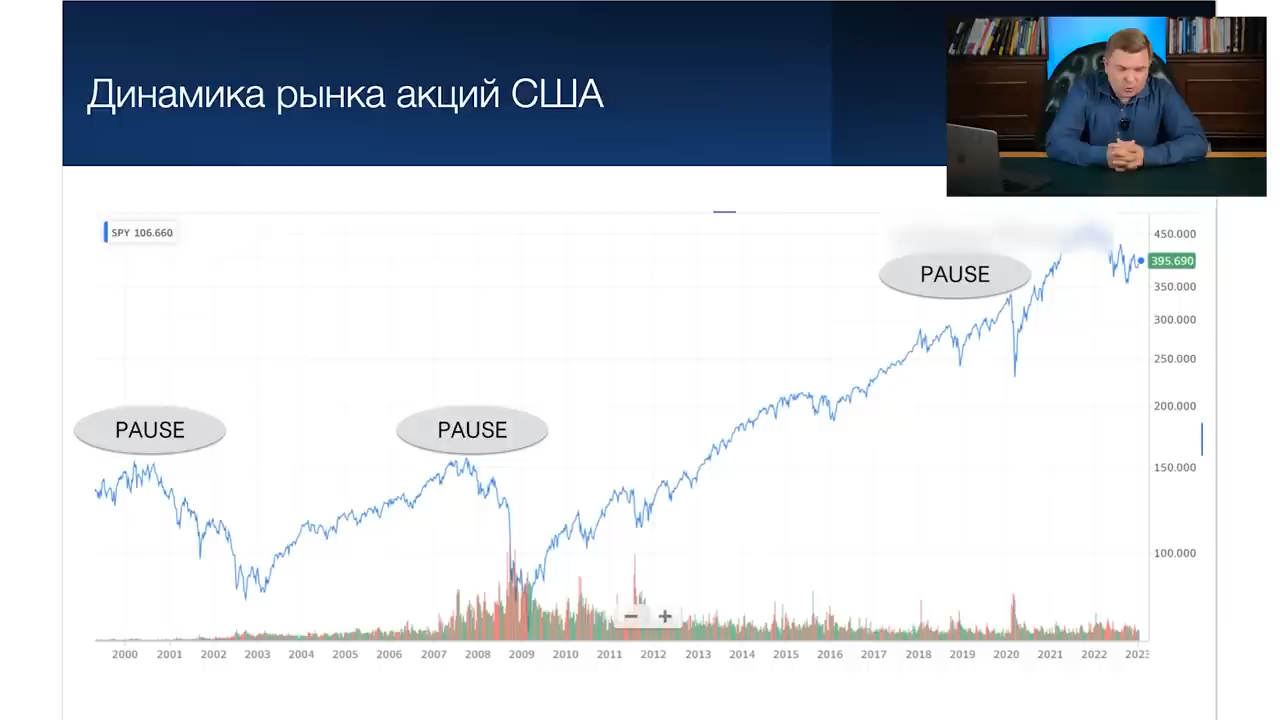 Динамика рынка акций США
SPY 106.660
PAUSE
PAUSE
PAUSE
450.000
395.690
350.000
300.000
250.000
200.000
150.000
100.000
− +
2000 2001 2002 2003 2004 2005 2006 2007 2008 2009 2010 2011 2012 2013 2014 2015 2016 2017 2018 2019 2020 2021 2022 2023